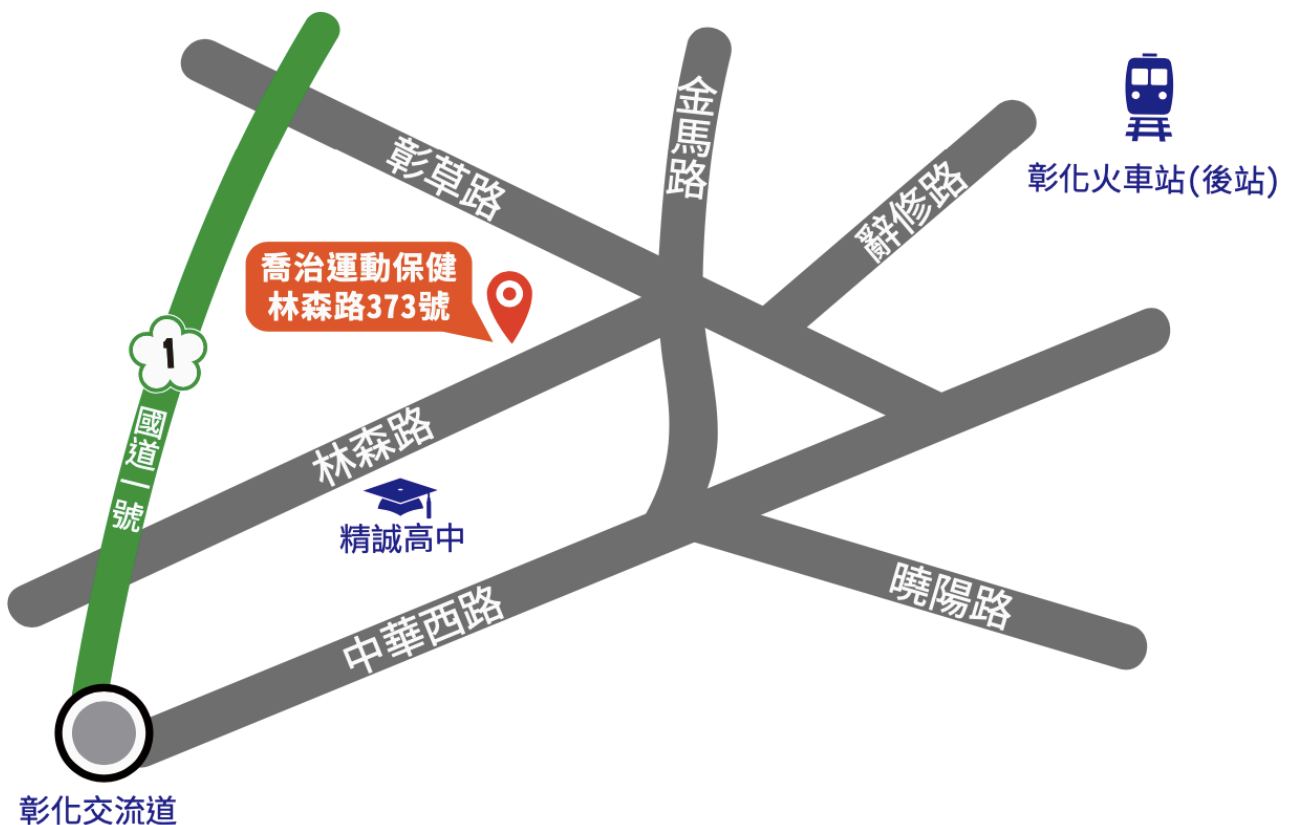 金馬路
彰草路
辭修路
彰化火車站(後站)
喬治運動保健
林森路373號
1
國道一號
林森路
精誠高中
中華西路
曉陽路
彰化交流道